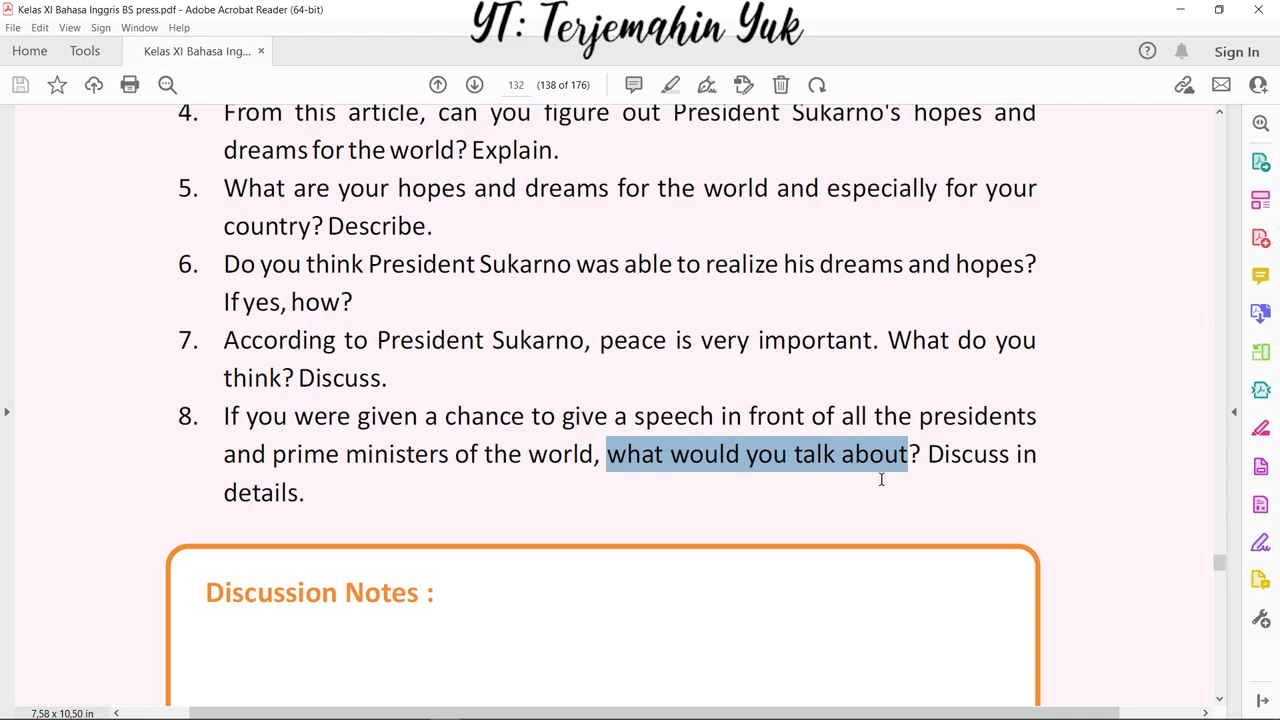 Kelas XI Bahasa Inggris BS press.pdf - Adobe Acrobat Reader (64-bit)
YT: Terjemahin Yuk
File Edit View Sign Window Help
Home Tools Kelas XI Bahasa Ing... × Sign In
132 (138 of 176)
4. From this article, can you figure out President Sukarno's hopes and
dreams for the world? Explain.
5. What are your hopes and dreams for the world and especially for your
country? Describe.
6. Do you think President Sukarno was able to realize his dreams and hopes?
If yes, how?
7. According to President Sukarno, peace is very important. What do you
think? Discuss.
8. If you were given a chance to give a speech in front of all the presidents
and prime ministers of the world, what would you talk about? Discuss in
details.
Discussion Notes :
7,58 x 10,50 in